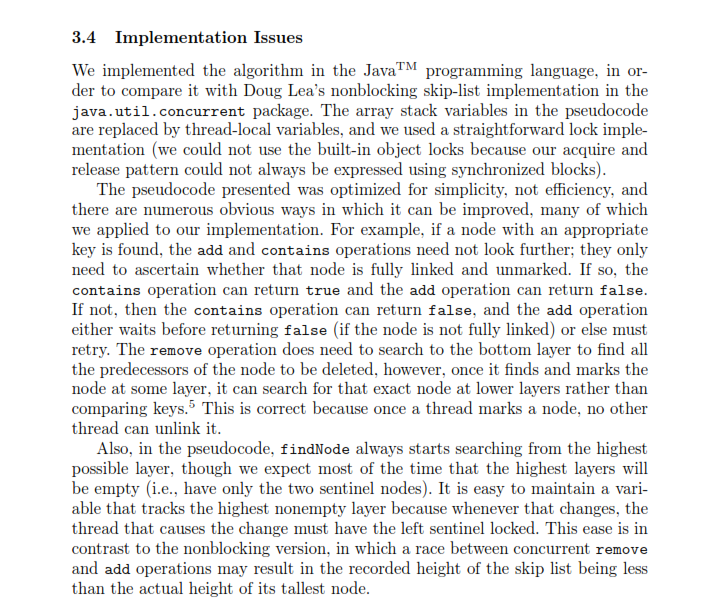 3.4 Implementation Issues
We implemented the algorithm in the Java™ programming language, in or-
der to compare it with Doug Lea's nonblocking skip-list implementation in the
java.util.concurrent package. The array stack variables in the pseudocode
are replaced by thread-local variables, and we used a straightforward lock imple-
mentation (we could not use the built-in object locks because our acquire and
release pattern could not always be expressed using synchronized blocks).
The pseudocode presented was optimized for simplicity, not efficiency, and
there are numerous obvious ways in which it can be improved, many of which
we applied to our implementation. For example, if a node with an appropriate
key is found, the add and contains operations need not look further; they only
need to ascertain whether that node is fully linked and unmarked. If so, the
contains operation can return true and the add operation can return false.
If not, then the contains operation can return false, and the add operation
either waits before returning false (if the node is not fully linked) or else must
retry. The remove operation does need to search to the bottom layer to find all
the predecessors of the node to be deleted, however, once it finds and marks the
node at some layer, it can search for that exact node at lower layers rather than
comparing keys.⁵ This is correct because once a thread marks a node, no other
thread can unlink it.
Also, in the pseudocode, findNode always starts searching from the highest
possible layer, though we expect most of the time that the highest layers will
be empty (i.e., have only the two sentinel nodes). It is easy to maintain a vari-
able that tracks the highest nonempty layer because whenever that changes, the
thread that causes the change must have the left sentinel locked. This ease is in
contrast to the nonblocking version, in which a race between concurrent remove
and add operations may result in the recorded height of the skip list being less
than the actual height of its tallest node.